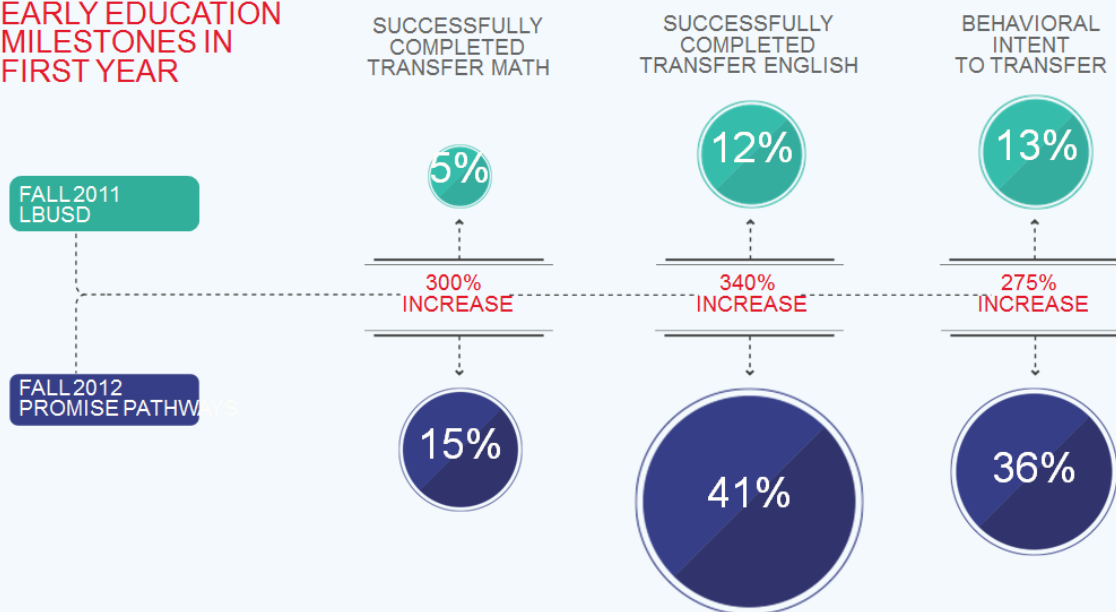 EARLY EDUCATION
MILESTONES IN
FIRST YEAR
SUCCESSFULLY
COMPLETED
TRANSFER MATH
SUCCESSFULLY
COMPLETED
TRANSFER ENGLISH
BEHAVIORAL
INTENT
TO TRANSFER
FALL 2011
LBUSD
5%
12%
13%
300%
INCREASE
340%
INCREASE
275%
INCREASE
FALL 2012
PROMISE PATHWAYS
15%
41%
36%